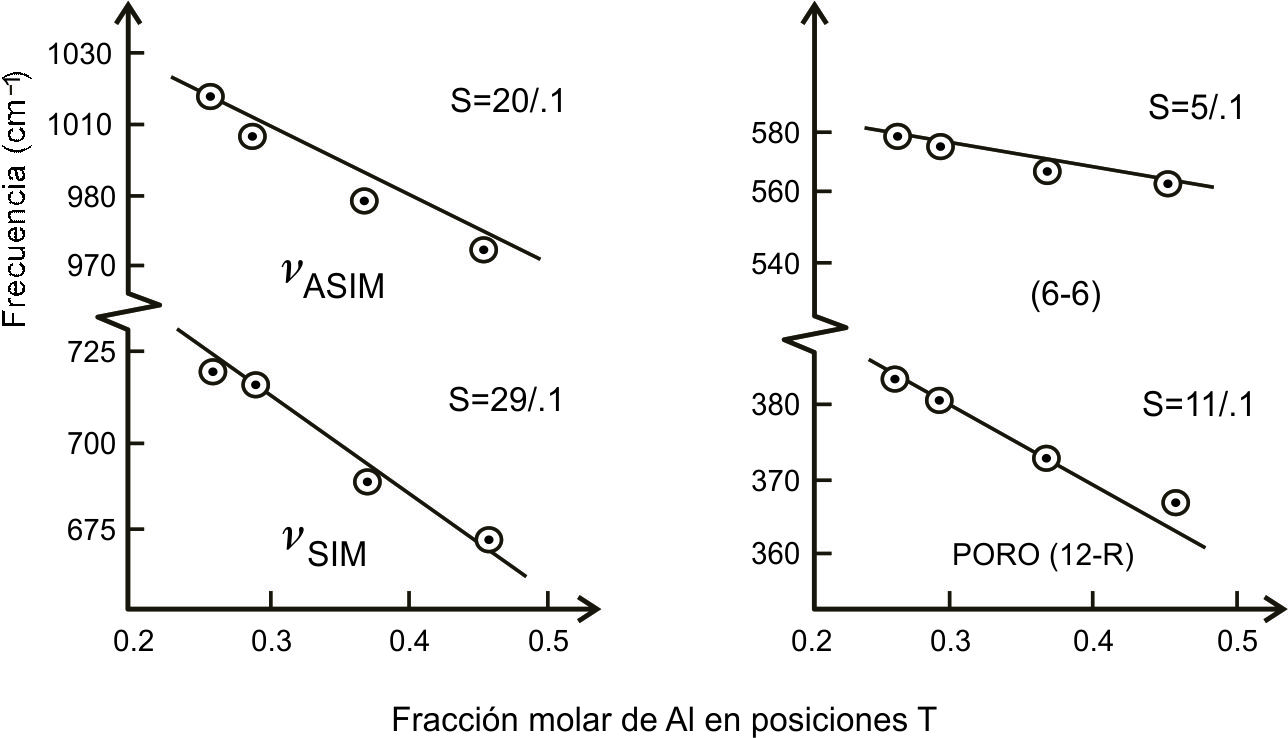 Frecuencia (cm⁻¹)
1030
1010
980
970
725
700
675
S=20/.1
ν ASIM
S=29/.1
ν SIM
0.2 0.3 0.4 0.5
580
560
540
380
370
360
S=5/.1
(6-6)
S=11/.1
PORO (12-R)
0.2 0.3 0.4 0.5
Fracción molar de Al en posiciones T